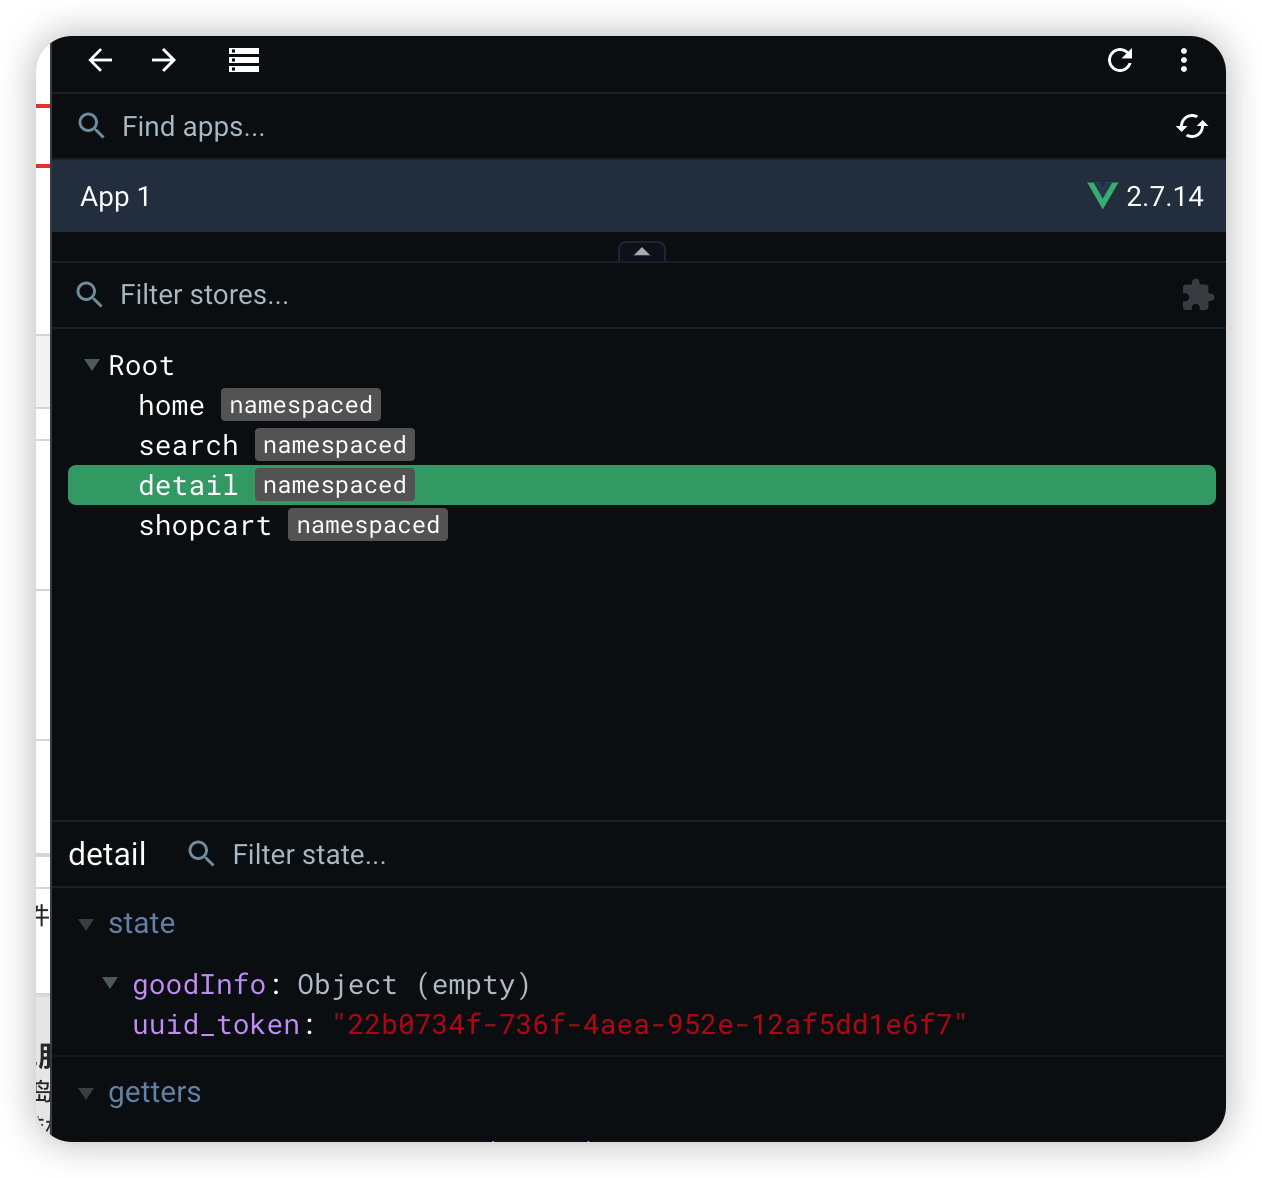 Find apps...
App 1 2.7.14
Filter stores...
Root
home namespaced
search namespaced
detail namespaced
shopcart namespaced
detail Filter state...
state
goodInfo: Object (empty)
uuid_token: "22b0734f-736f-4aea-952e-12af5dd1e6f7"
件
getters